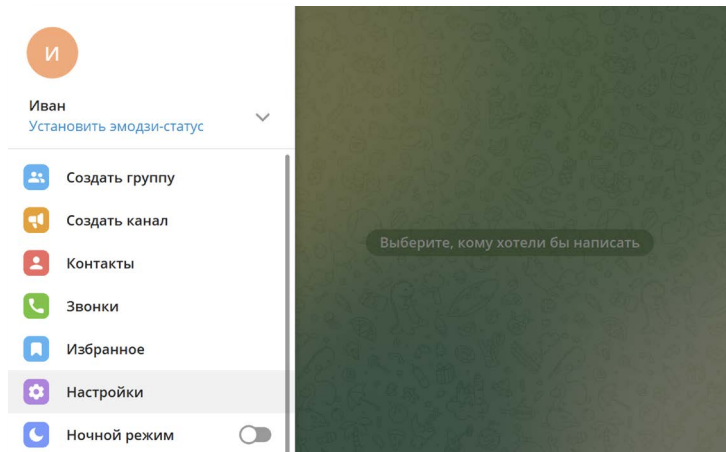 И
Иван
Установить эмодзи-статус
Создать группу
Создать канал
Контакты
Звонки
Избранное
Настройки
Ночной режим
Выберите, кому хотели бы написать